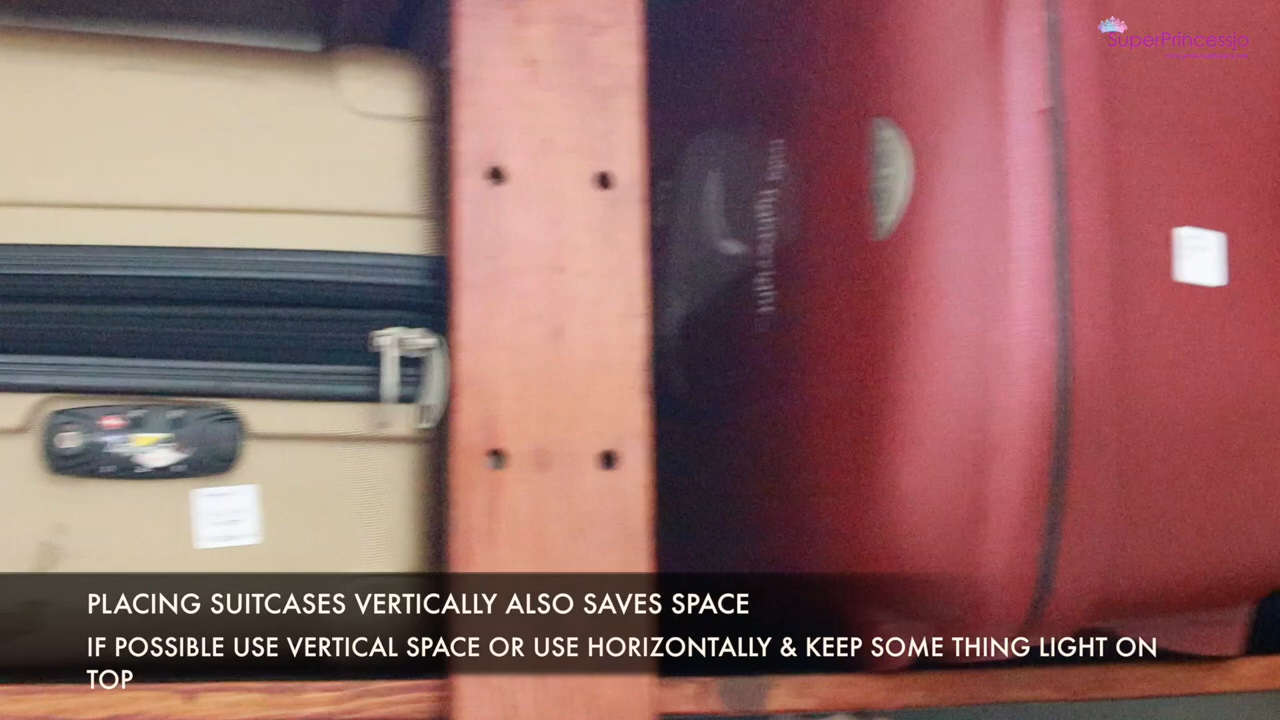 SuperPrincessjo
PLACING SUITCASES VERTICALLY ALSO SAVES SPACE
IF POSSIBLE USE VERTICAL SPACE OR USE HORIZONTALLY & KEEP SOME THING LIGHT ON
TOP